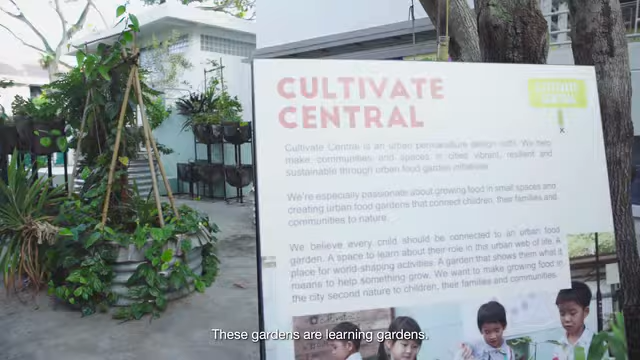 CULTIVATE
CENTRAL
Cultivate Central is an urban permaculture design outfit. We help
make communities and spaces in cities vibrant, resilient and
sustainable through urban food garden initiatives.
We're especially passionate about growing food in small spaces and
creating urban food gardens that connect children, their families and
communities to nature.
We believe every child should be connected to an urban food
garden. A space to learn about their role in the urban web of life. A
place for world-shaping activities. A garden that shows them what it
means to help something grow. We want to make growing food in
the city second nature to children, their families and communities.
These gardens are learning gardens.